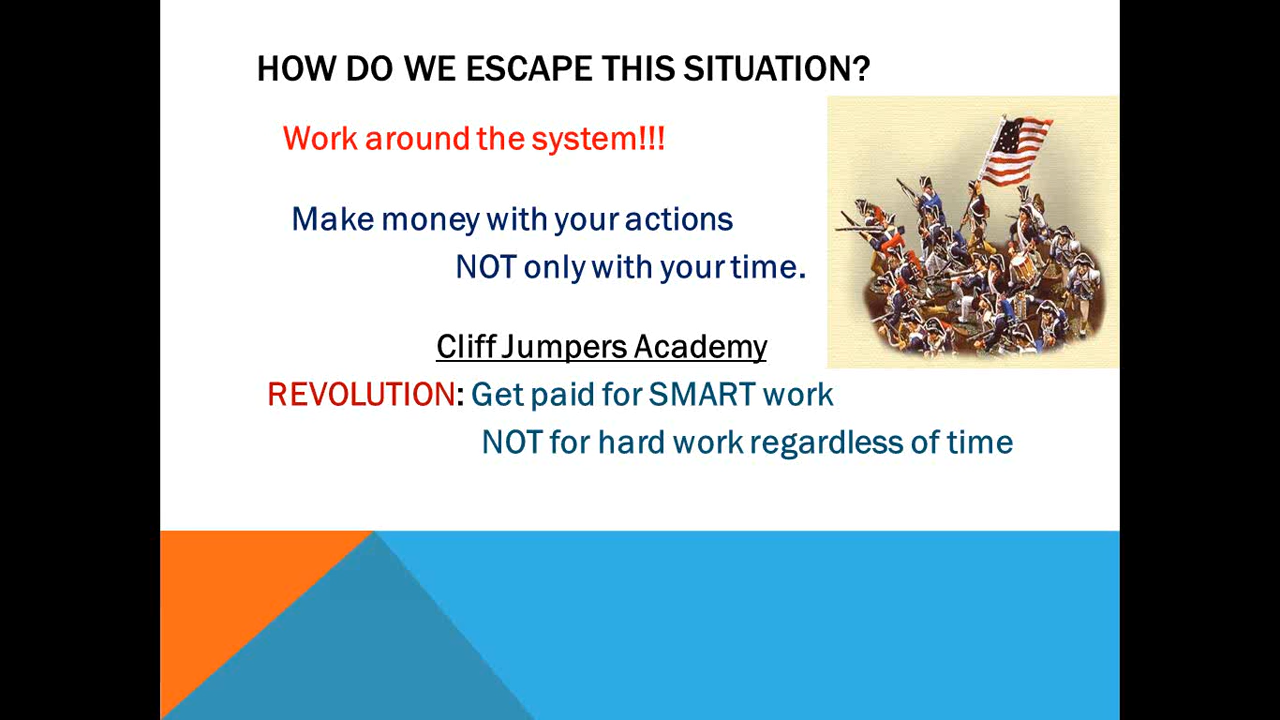 HOW DO WE ESCAPE THIS SITUATION?
Work around the system!!!
Make money with your actions
NOT only with your time.
Cliff Jumpers Academy
REVOLUTION: Get paid for SMART work
NOT for hard work regardless of time